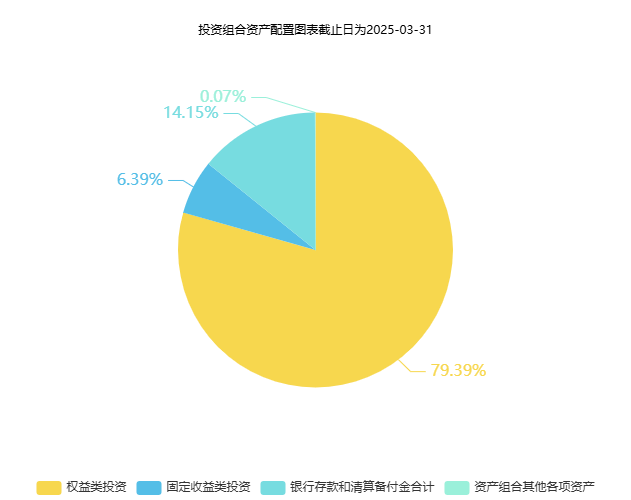 投资组合资产配置图表截止日为2025-03-31
0.07%
14.15%
6.39%
79.39%
权益类投资 固定收益类投资 银行存款和清算备付金合计 资产组合其他各项资产